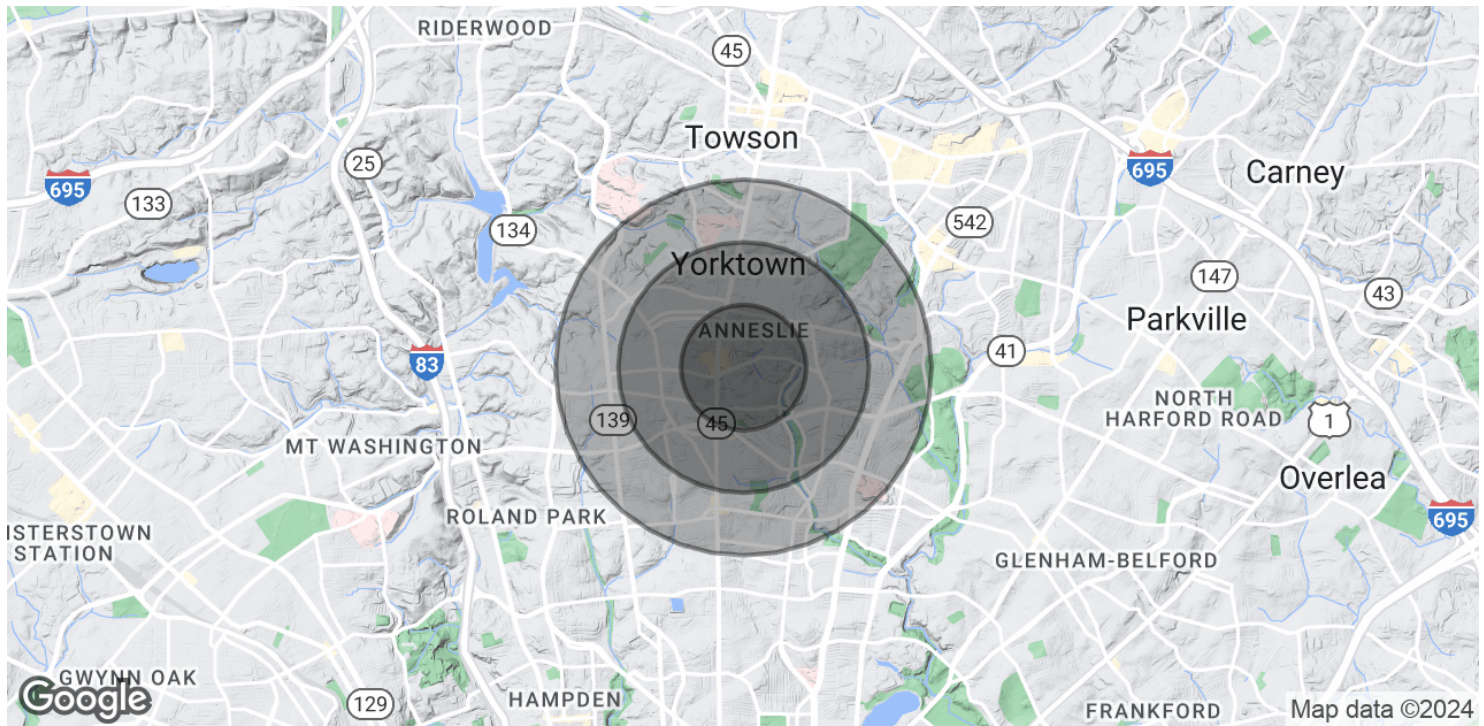 RIDERWOOD
45
Towson
25
695
Carney
695
133
134
542
Yorktown
147
43
Parkville
ANNESLIE
41
83
NORTH
HARFORD ROAD
139
45
1
MT WASHINGTON
Overlea
ROLAND PARK
695
ISTERSTOWN
STATION
GLENHAM-BELFORD
GWYNN OAK
Google
129
HAMPDEN
FRANKFORD
Map data ©2024